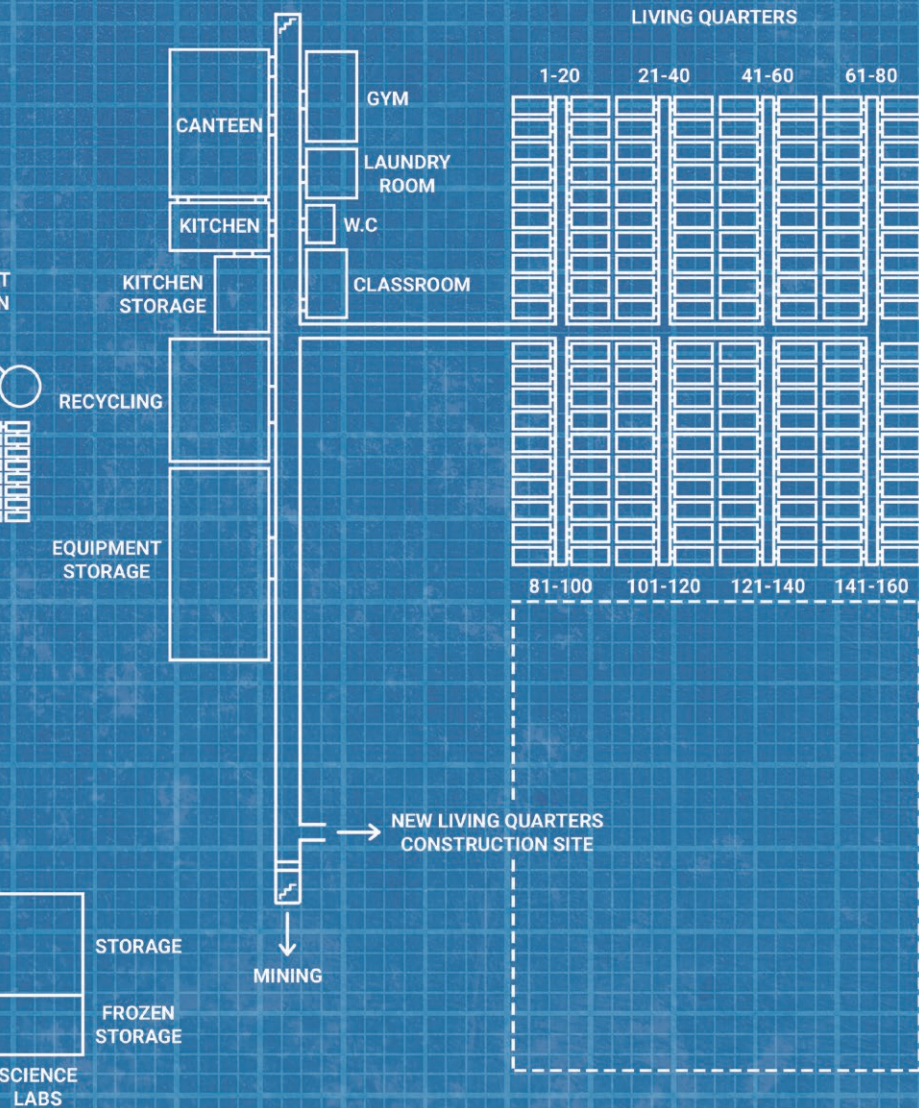 LIVING QUARTERS
1-20
21-40
41-60
61-80
GYM
CANTEEN
LAUNDRY
ROOM
KITCHEN
W.C
KITCHEN
STORAGE
CLASSROOM
T
N
RECYCLING
EQUIPMENT
STORAGE
81-100
101-120
121-140
141-160
NEW LIVING QUARTERS
CONSTRUCTION SITE
MINING
STORAGE
FROZEN
STORAGE
SCIENCE
LABS